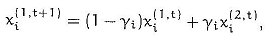 x_i^{(1,t+1)} = (1 − γ_i)x_i^{(1,t)} + γ_i x_i^{(2,t)},